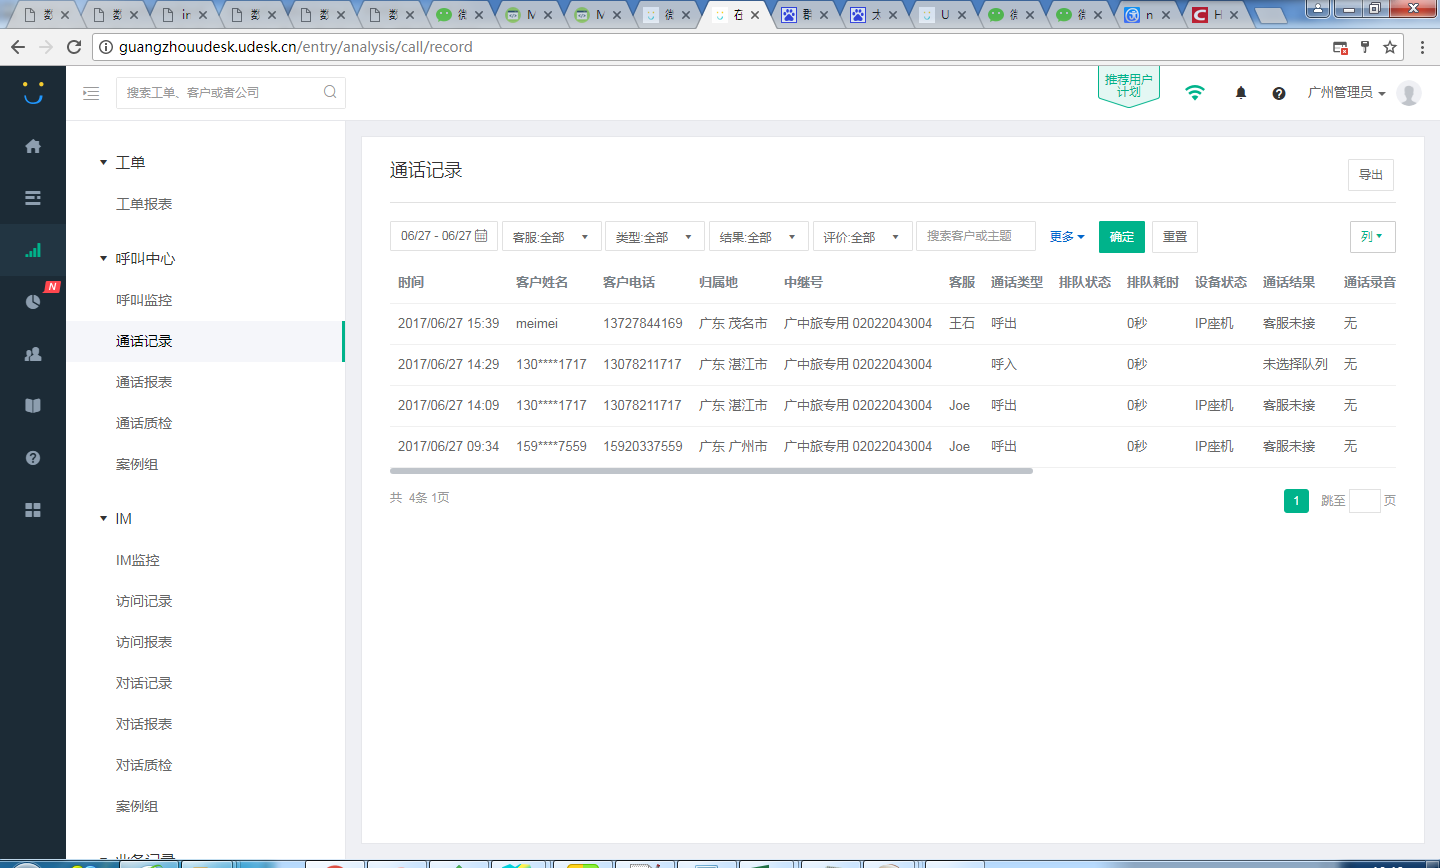 guangzhouudesk.udesk.cn/entry/analysis/call/record
搜索工单、客户或者公司
推荐用户
计划
广州管理员
工单
工单报表
呼叫中心
呼叫监控
N
通话记录
通话报表
通话质检
案例组
IM
IM监控
访问记录
访问报表
对话记录
对话报表
对话质检
案例组
业务记录
通话记录
导出
06/27 - 06/27 客服:全部 类型:全部 结果:全部 评价:全部 搜索客户或主题 更多 确定 重置 列
时间 客户姓名 客户电话 归属地 中继号 客服 通话类型 排队状态 排队耗时 设备状态 通话结果 通话录音
2017/06/27 15:39 meimei 13727844169 广东 茂名市 广中旅专用 02022043004 王石 呼出 0秒 IP座机 客服未接 无
2017/06/27 14:29 130****1717 13078211717 广东 湛江市 广中旅专用 02022043004 呼入 0秒 未选择队列 无
2017/06/27 14:09 130****1717 13078211717 广东 湛江市 广中旅专用 02022043004 Joe 呼出 0秒 IP座机 客服未接 无
2017/06/27 09:34 159****7559 15920337559 广东 广州市 广中旅专用 02022043004 Joe 呼出 0秒 IP座机 客服未接 无
共 4条 1页
1 跳至 页